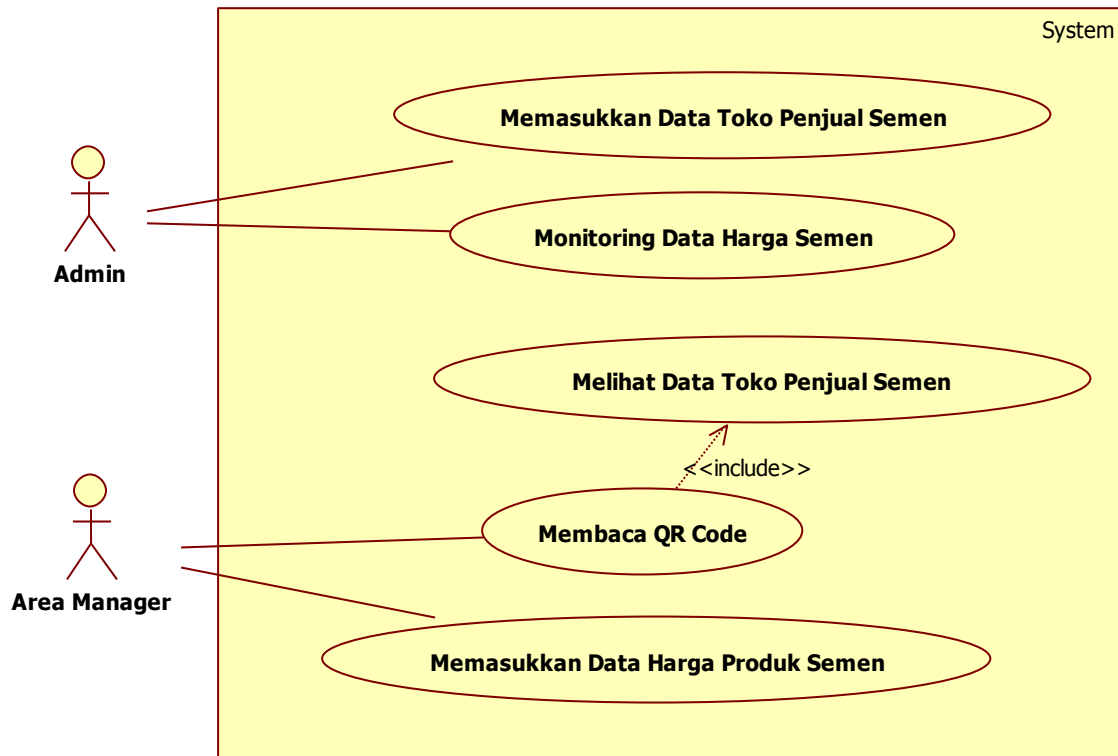 System
Memasukkan Data Toko Penjual Semen
Monitoring Data Harga Semen
Admin
Melihat Data Toko Penjual Semen
<<include>>
Membaca QR Code
Area Manager
Memasukkan Data Harga Produk Semen